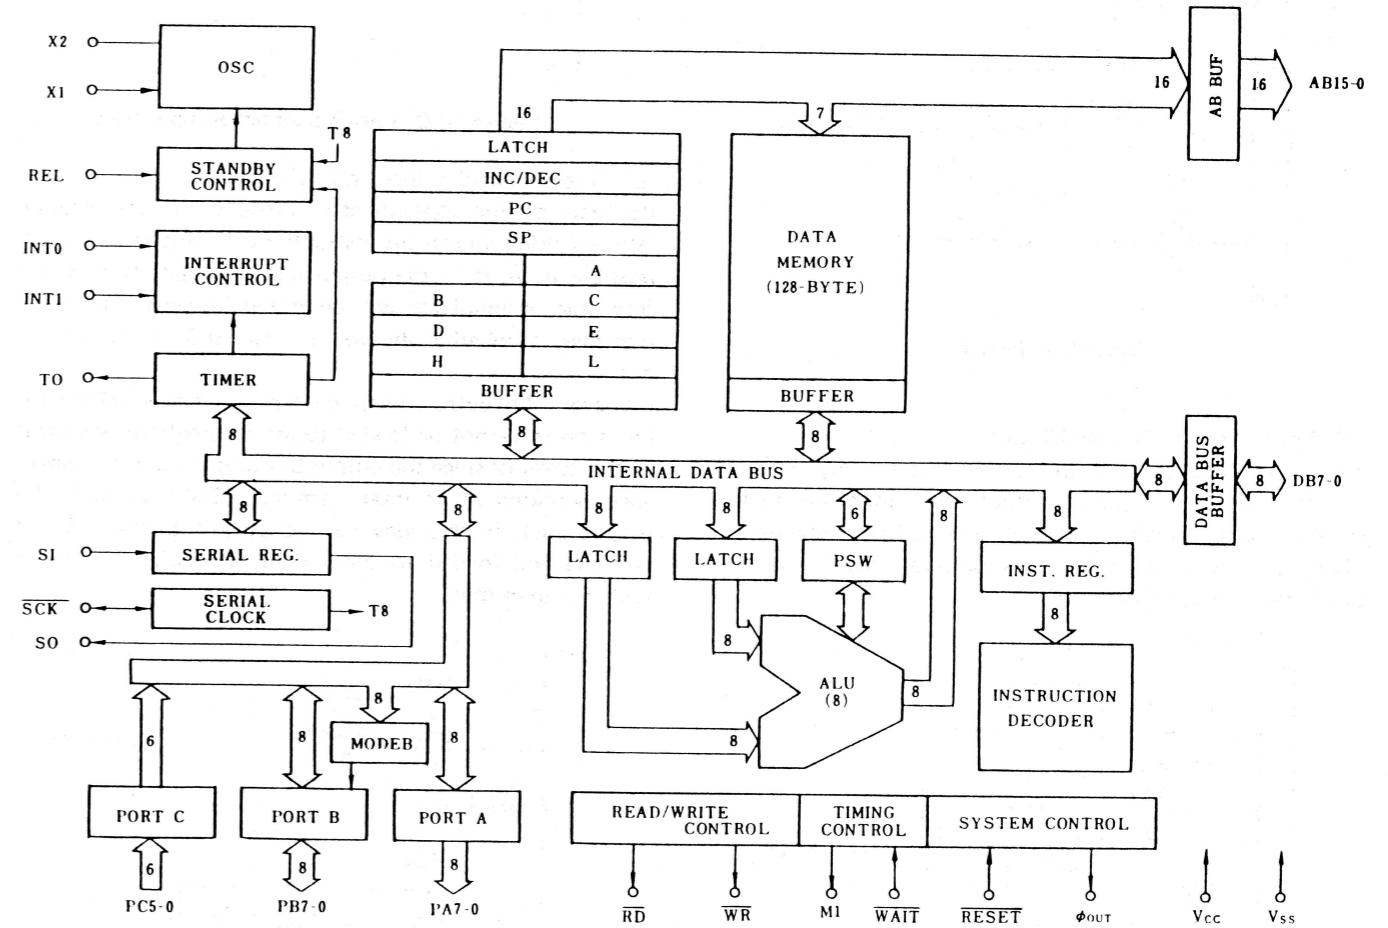 X2
OSC
X1
T8
REL
STANDBY
CONTROL
INT0
INTERRUPT
CONTROL
INT1
TO
TIMER
8
16
LATCH
INC/DEC
PC
SP
A
B
C
D
E
H
L
BUFFER
8
7
DATA
MEMORY
(128-BYTE)
BUFFER
8
16
AB BUF
16
AB15-0
INTERNAL DATA BUS
8
DATA BUS
BUFFER
8
DB7-0
8
8
8
8
6
8
8
SI
SERIAL REG.
SCK
SERIAL
CLOCK
T8
SO
LATCH
LATCH
PSW
INST. REG.
8
8
8
ALU
(8)
8
INSTRUCTION
DECODER
6
8
8
MODEB
8
PORT C
PORT B
PORT A
6
8
8
PC5-0
PB7-0
PA7-0
READ/WRITE
CONTROL
TIMING
CONTROL
SYSTEM CONTROL
RD
WR
M1
WAIT
RESET
φOUT
VCC
VSS